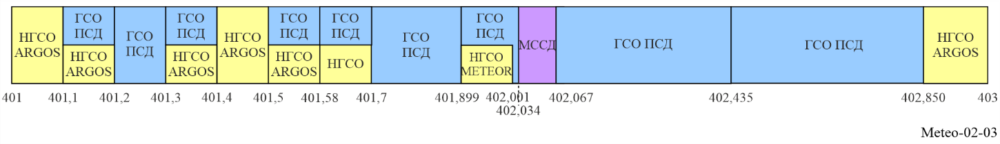 НГСО
ARGOS
ГСО
ПСД
НГСО
ARGOS
ГСО
ПСД
ГСО
ПСД
НГСО
ARGOS
НГСО
ARGOS
ГСО
ПСД
НГСО
ARGOS
ГСО
ПСД
НГСО
ГСО
ПСД
ГСО
ПСД
НГСО
METEOR
МССД
ГСО ПСД
ГСО ПСД
НГСО
ARGOS
401 401,1 401,2 401,3 401,4 401,5 401,58 401,7 401,899 402,001 402,067 402,435 402,850 403
402,034
Meteo-02-03